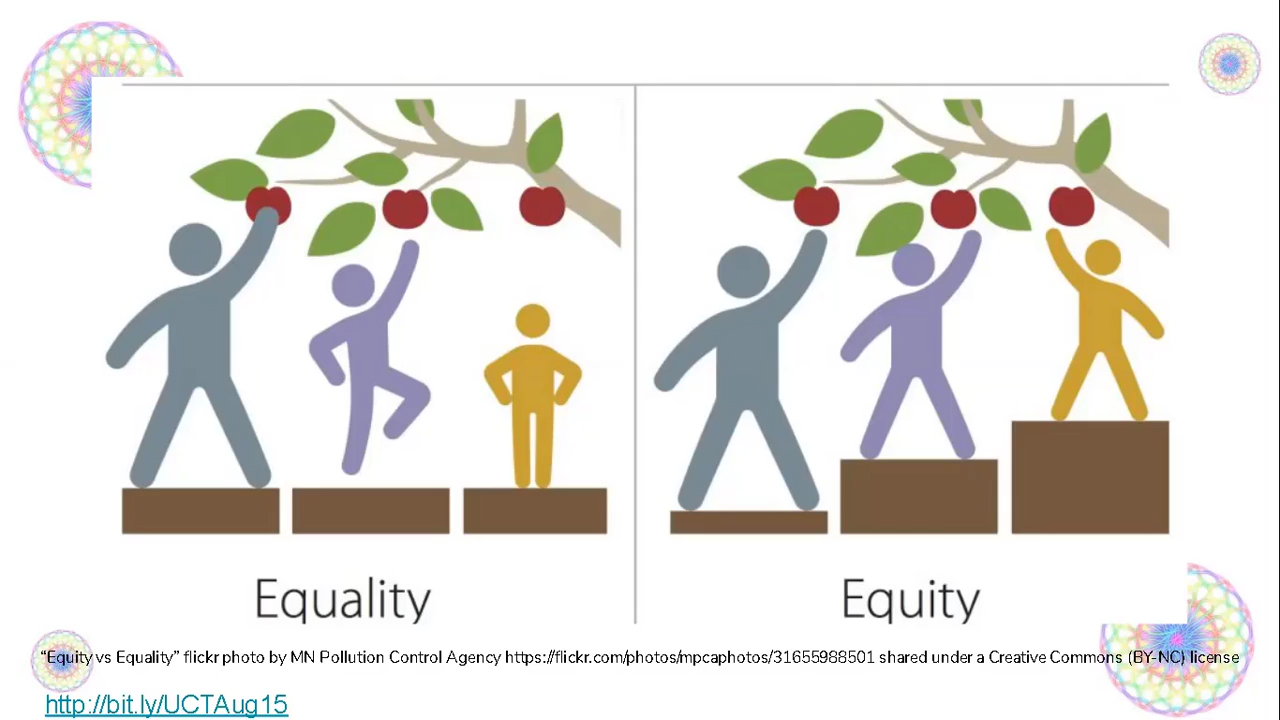 Equality
Equity
“Equity vs Equality” flickr photo by MN Pollution Control Agency https://flickr.com/photos/mpcaphotos/31655988501 shared under a Creative Commons (BY-NC) license
http://bit.ly/UCTAug15